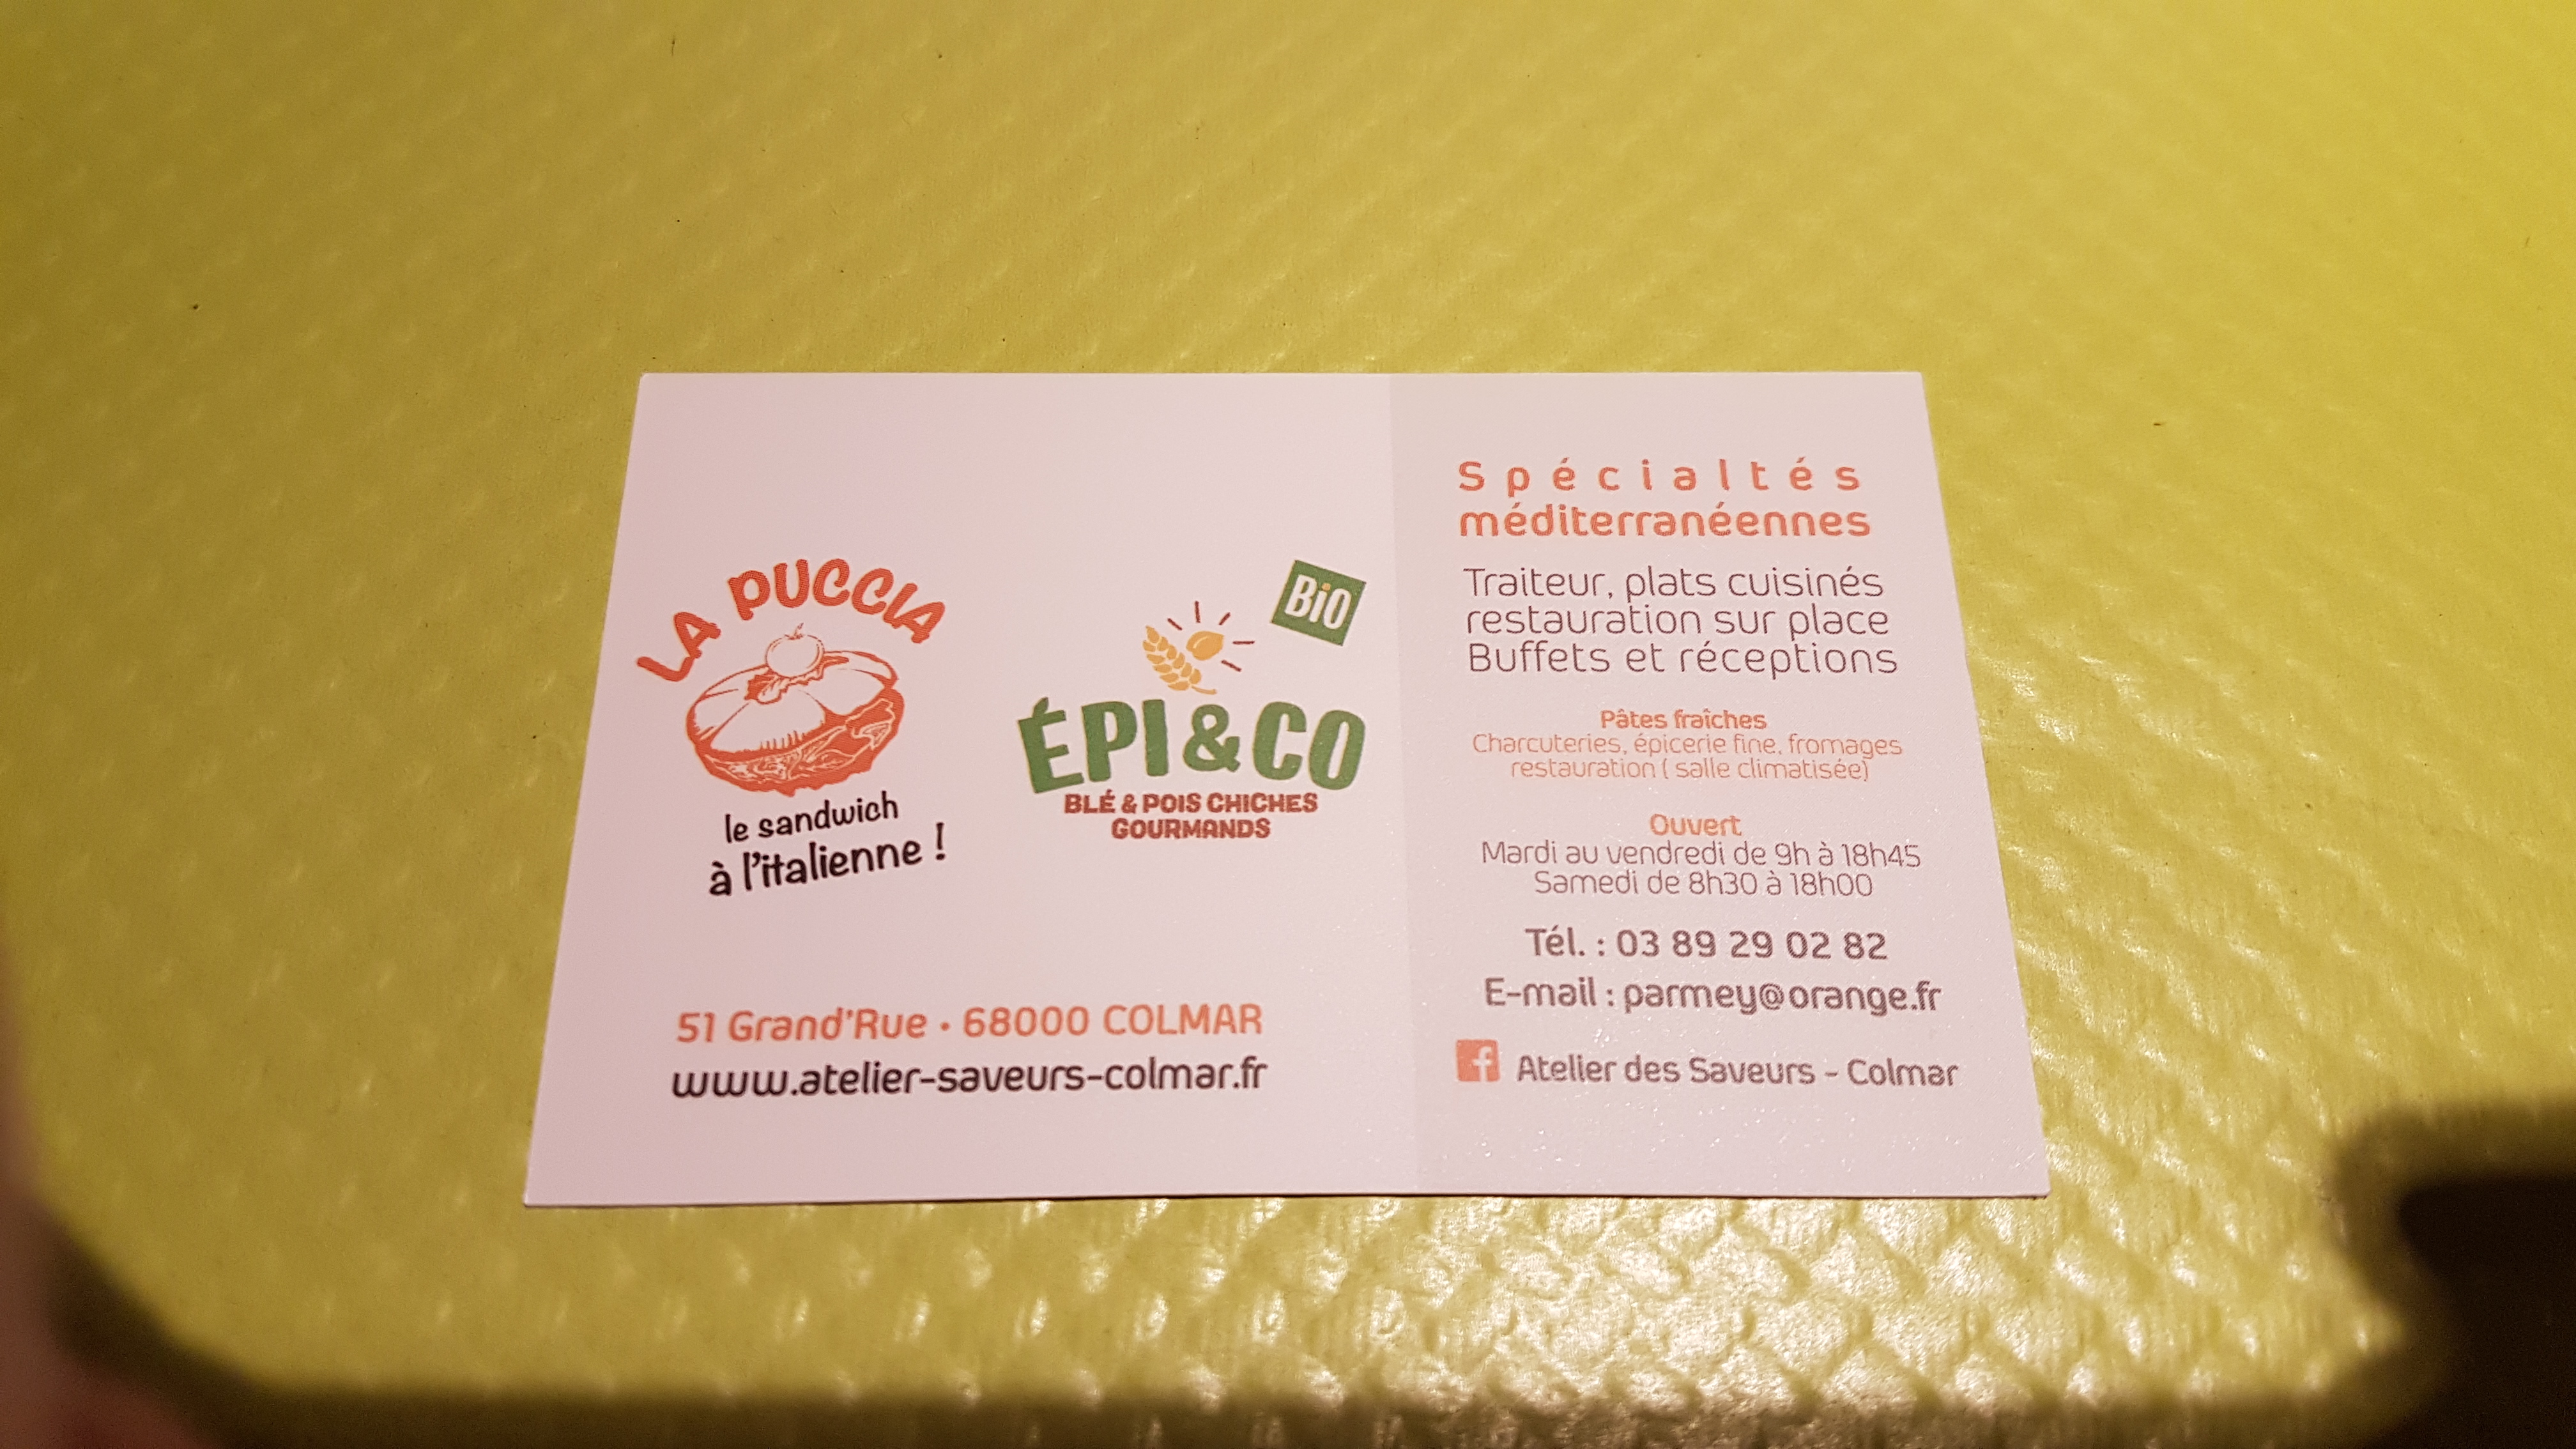 LA PUCCIA
le sandwich
à l'italienne !
Bio
ÉPI & CO
BLÉ & POIS CHICHES
GOURMANDS
51 Grand'Rue • 68000 COLMAR
www.atelier-saveurs-colmar.fr
Spécialtés
méditerranéennes
Traiteur, plats cuisinés
restauration sur place
Buffets et réceptions
Pâtes fraîches
Charcuteries, épicerie fine, fromages
restauration ( salle climatisée)
Ouvert
Mardi au vendredi de 9h à 18h45
Samedi de 8h30 à 18h00
Tél. : 03 89 29 02 82
E-mail : parmey@orange.fr
f Atelier des Saveurs - Colmar